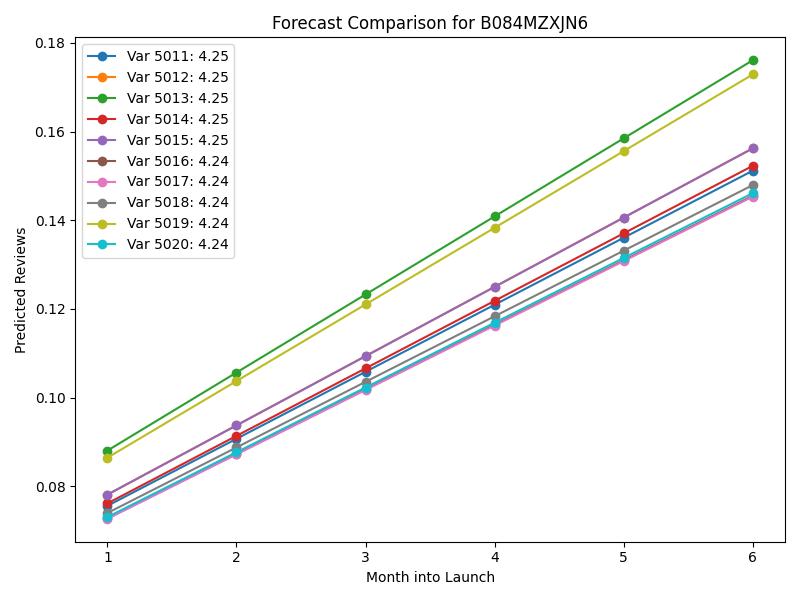 Forecast Comparison for B084MZXJN6
Predicted Reviews
0.18
0.16
0.14
0.12
0.10
0.08
Var 5011: 4.25
Var 5012: 4.25
Var 5013: 4.25
Var 5014: 4.25
Var 5015: 4.25
Var 5016: 4.24
Var 5017: 4.24
Var 5018: 4.24
Var 5019: 4.24
Var 5020: 4.24
1 2 3 4 5 6
Month into Launch